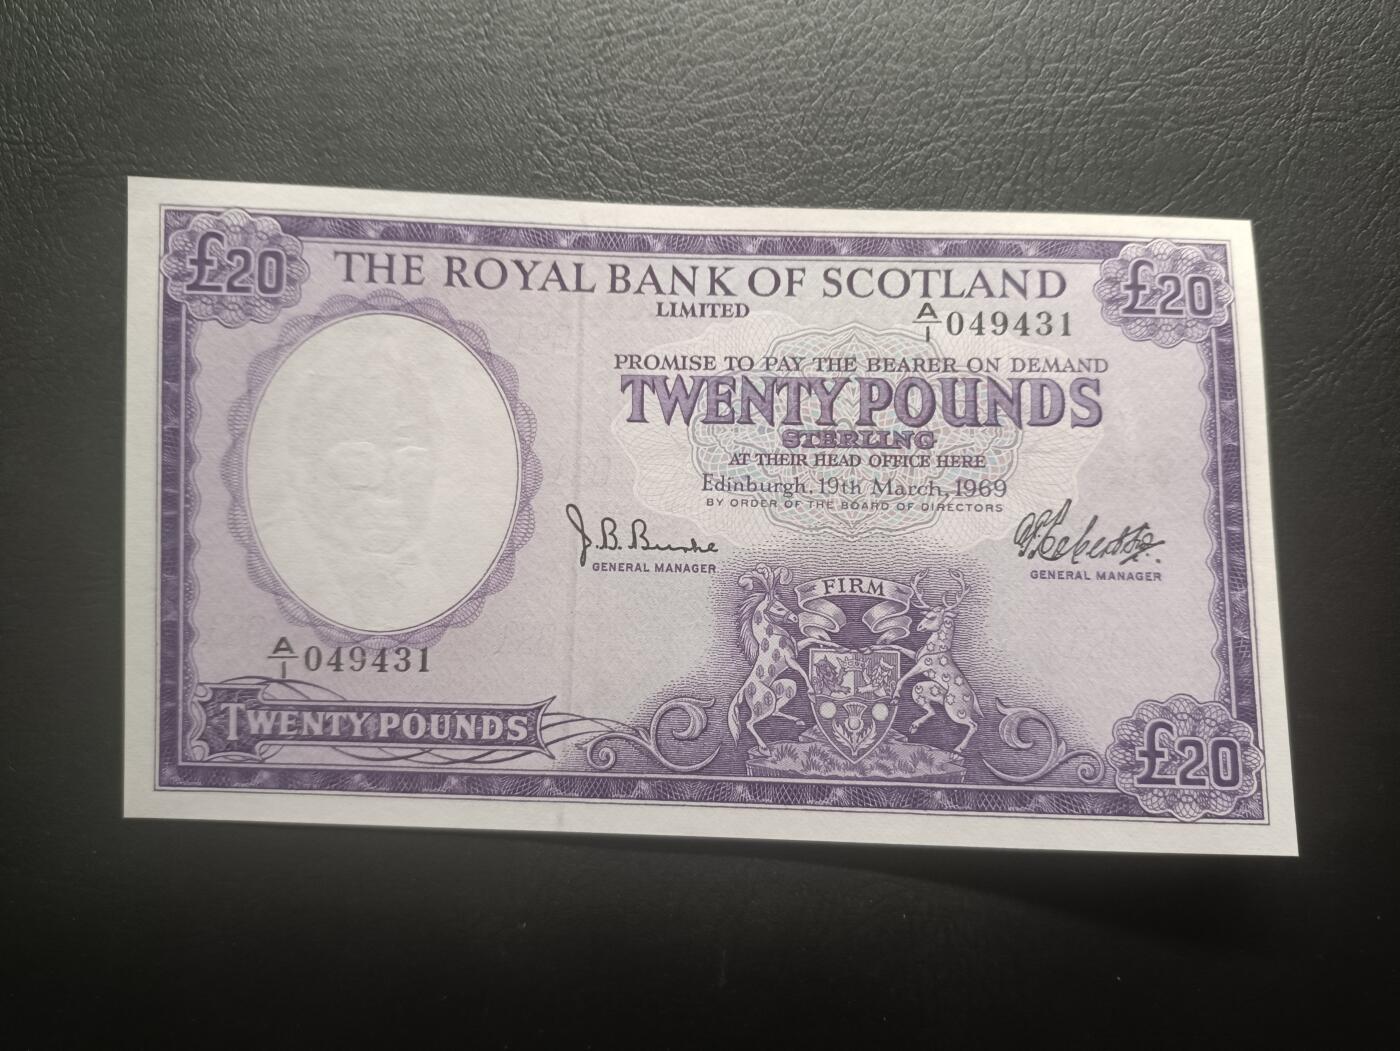 £20
THE ROYAL BANK OF SCOTLAND
£20
LIMITED
A/1 049431
PROMISE TO PAY THE BEARER ON DEMAND
TWENTY POUNDS
STERLING
AT THEIR HEAD OFFICE HERE
Edinburgh, 19th March, 1969
BY ORDER OF THE BOARD OF DIRECTORS
J. B. Burke
GENERAL MANAGER
GENERAL MANAGER
FIRM
A/1 049431
TWENTY POUNDS
£20